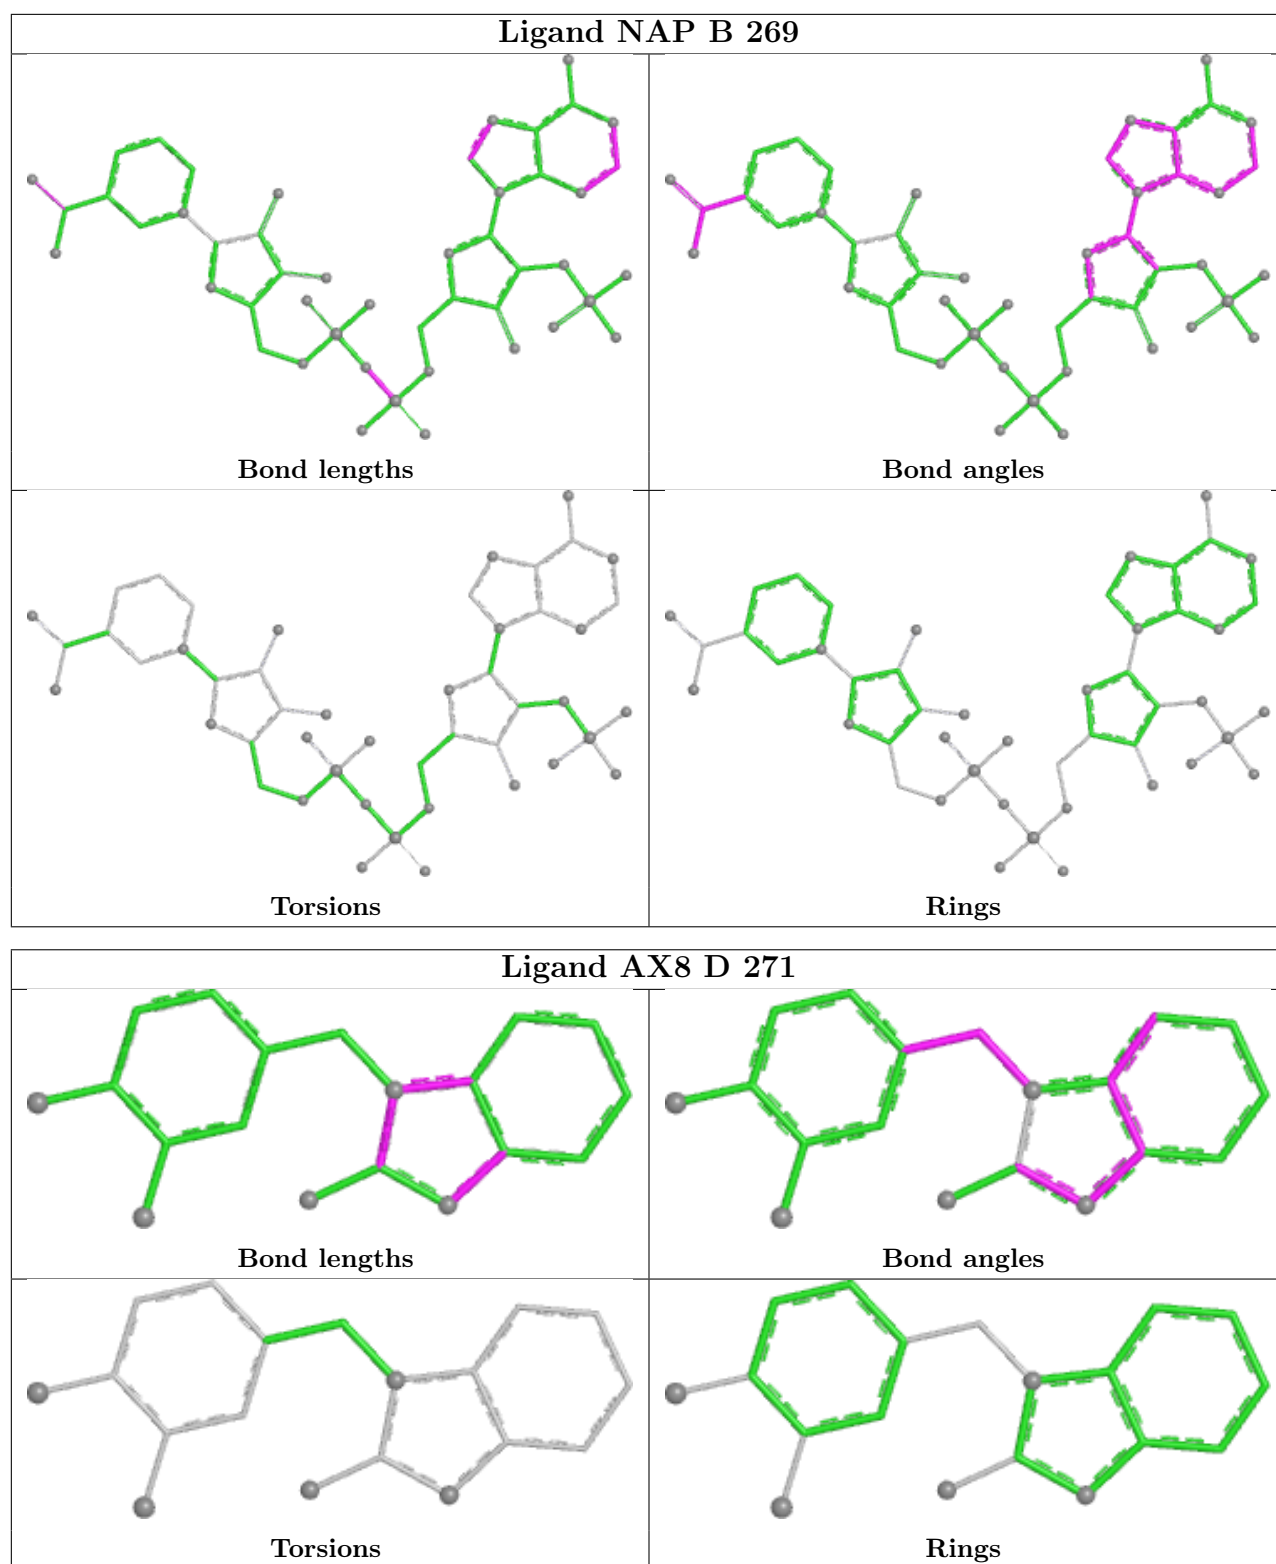 Ligand NAP B 269
Bond lengths
Bond angles
Torsions
Rings
Ligand AX8 D 271
Bond lengths
Bond angles
Torsions
Rings